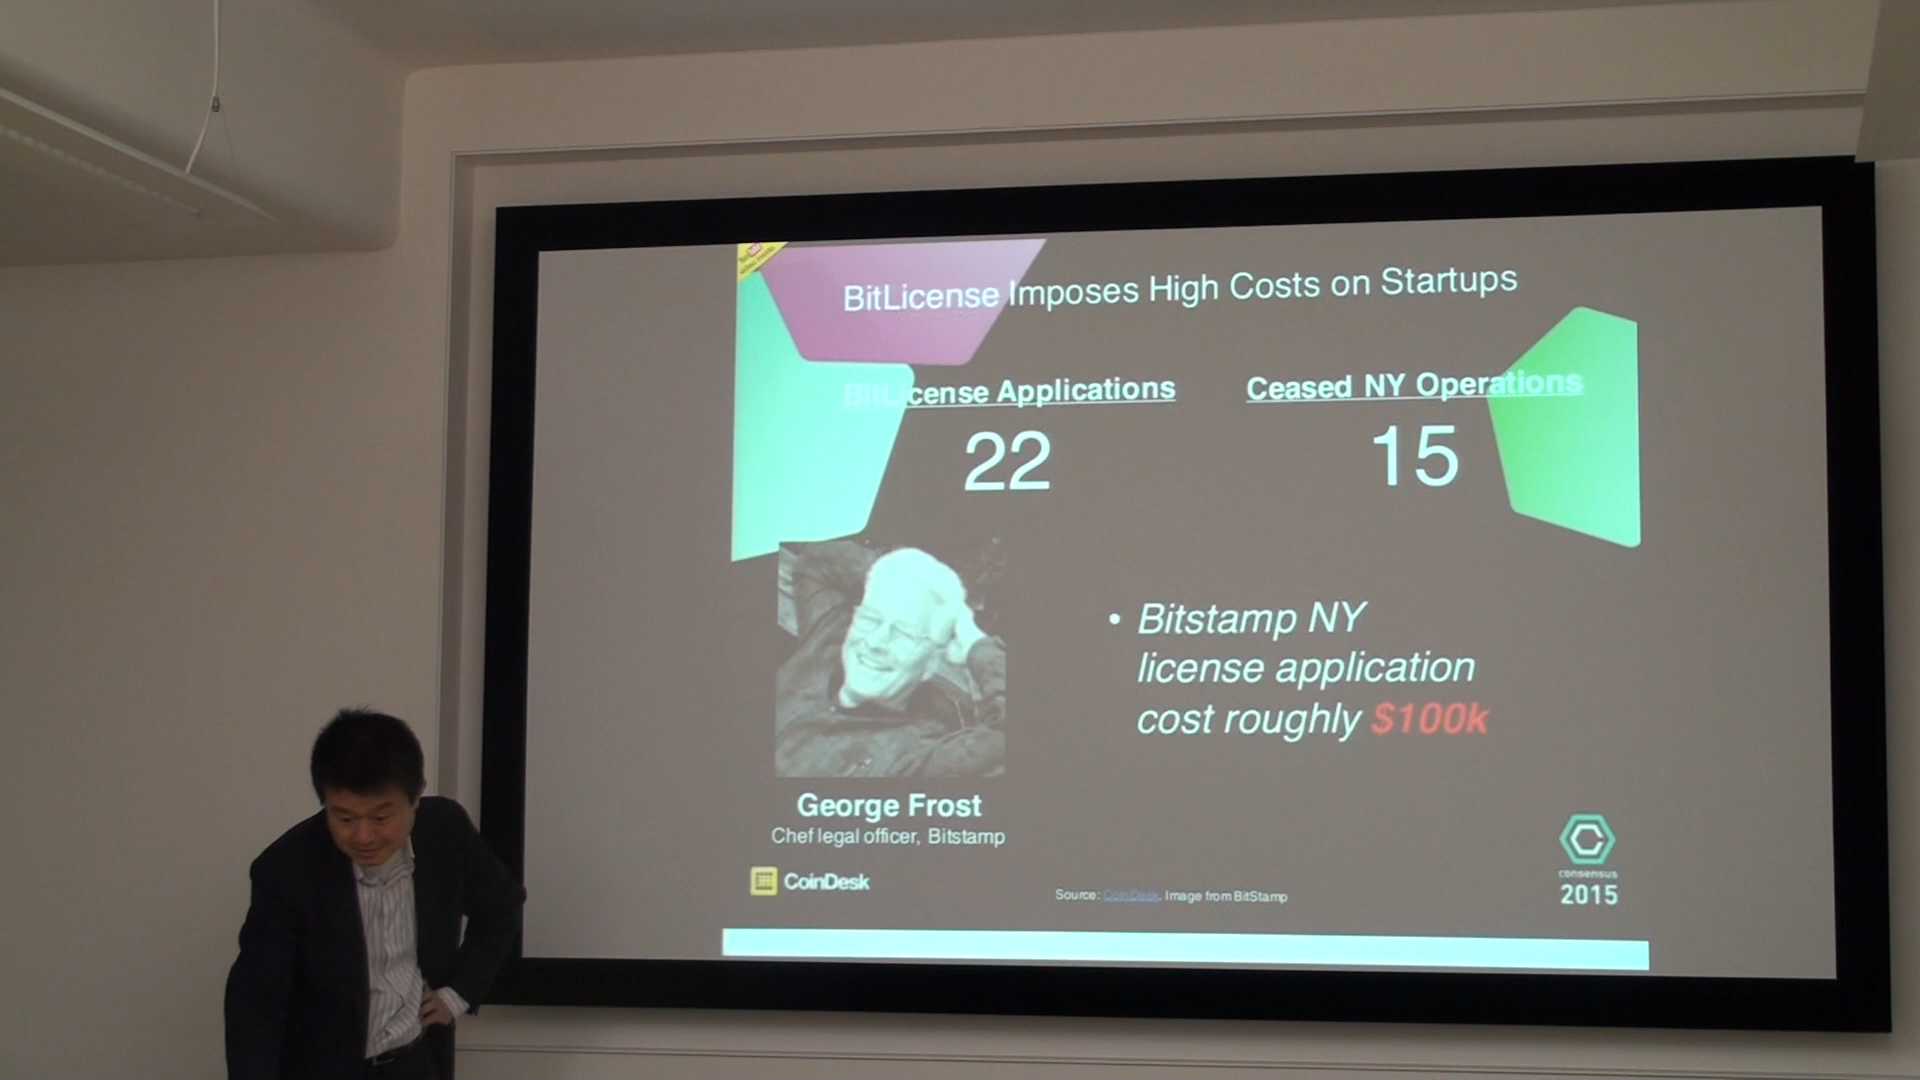 BitLicense Imposes High Costs on Startups
BitLicense Applications
22
Ceased NY Operations
15
• Bitstamp NY
license application
cost roughly $100k
George Frost
Chef legal officer, Bitstamp
CoinDesk
Source: CoinDesk. Image from BitStamp
consensus
2015